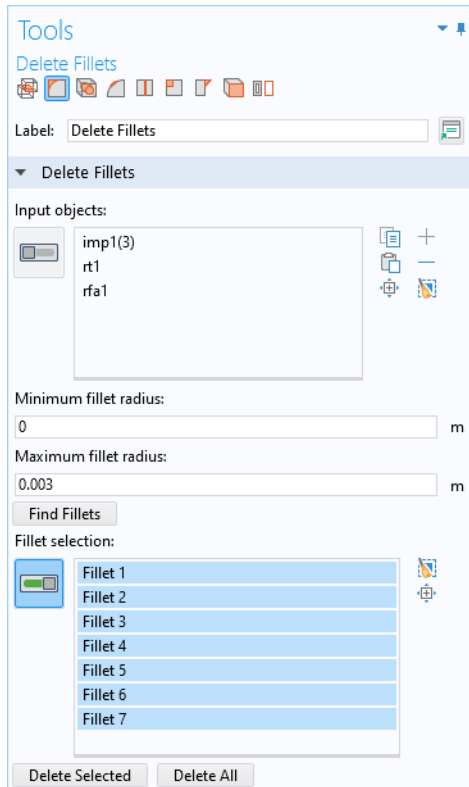 Tools
Delete Fillets
Label: Delete Fillets
Delete Fillets
Input objects:
imp1(3)
rt1
rfa1
Minimum fillet radius:
0 m
Maximum fillet radius:
0.003 m
Find Fillets
Fillet selection:
Fillet 1
Fillet 2
Fillet 3
Fillet 4
Fillet 5
Fillet 6
Fillet 7
Delete Selected Delete All